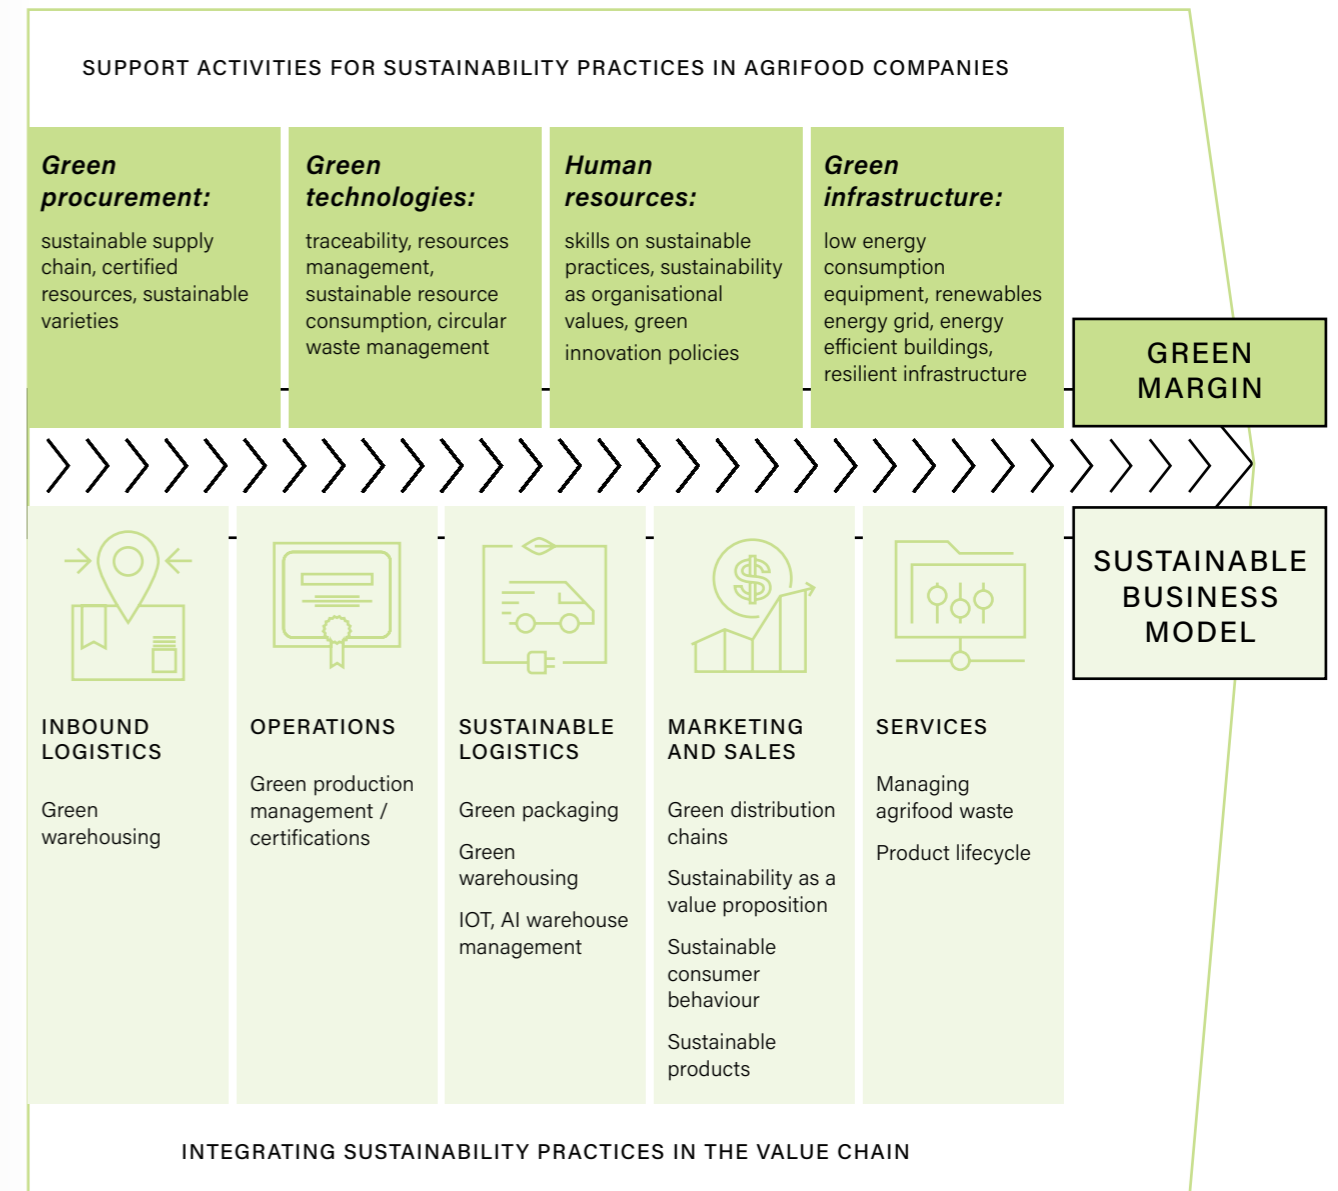 SUPPORT ACTIVITIES FOR SUSTAINABILITY PRACTICES IN AGRIFOOD COMPANIES
Green
procurement:
sustainable supply
chain, certified
resources, sustainable
varieties
Green
technologies:
traceability, resources
management,
sustainable resource
consumption, circular
waste management
Human
resources:
skills on sustainable
practices, sustainability
as organisational
values, green
innovation policies
Green
infrastructure:
low energy
consumption
equipment, renewables
energy grid, energy
efficient buildings,
resilient infrastructure
GREEN
MARGIN
SUSTAINABLE
BUSINESS
MODEL
$
INBOUND
LOGISTICS
Green
warehousing
OPERATIONS
Green production
management /
certifications
SUSTAINABLE
LOGISTICS
Green packaging
Green
warehousing
IOT, AI warehouse
management
MARKETING
AND SALES
Green distribution
chains
Sustainability as a
value proposition
Sustainable
consumer
behaviour
Sustainable
products
SERVICES
Managing
agrifood waste
Product lifecycle
INTEGRATING SUSTAINABILITY PRACTICES IN THE VALUE CHAIN